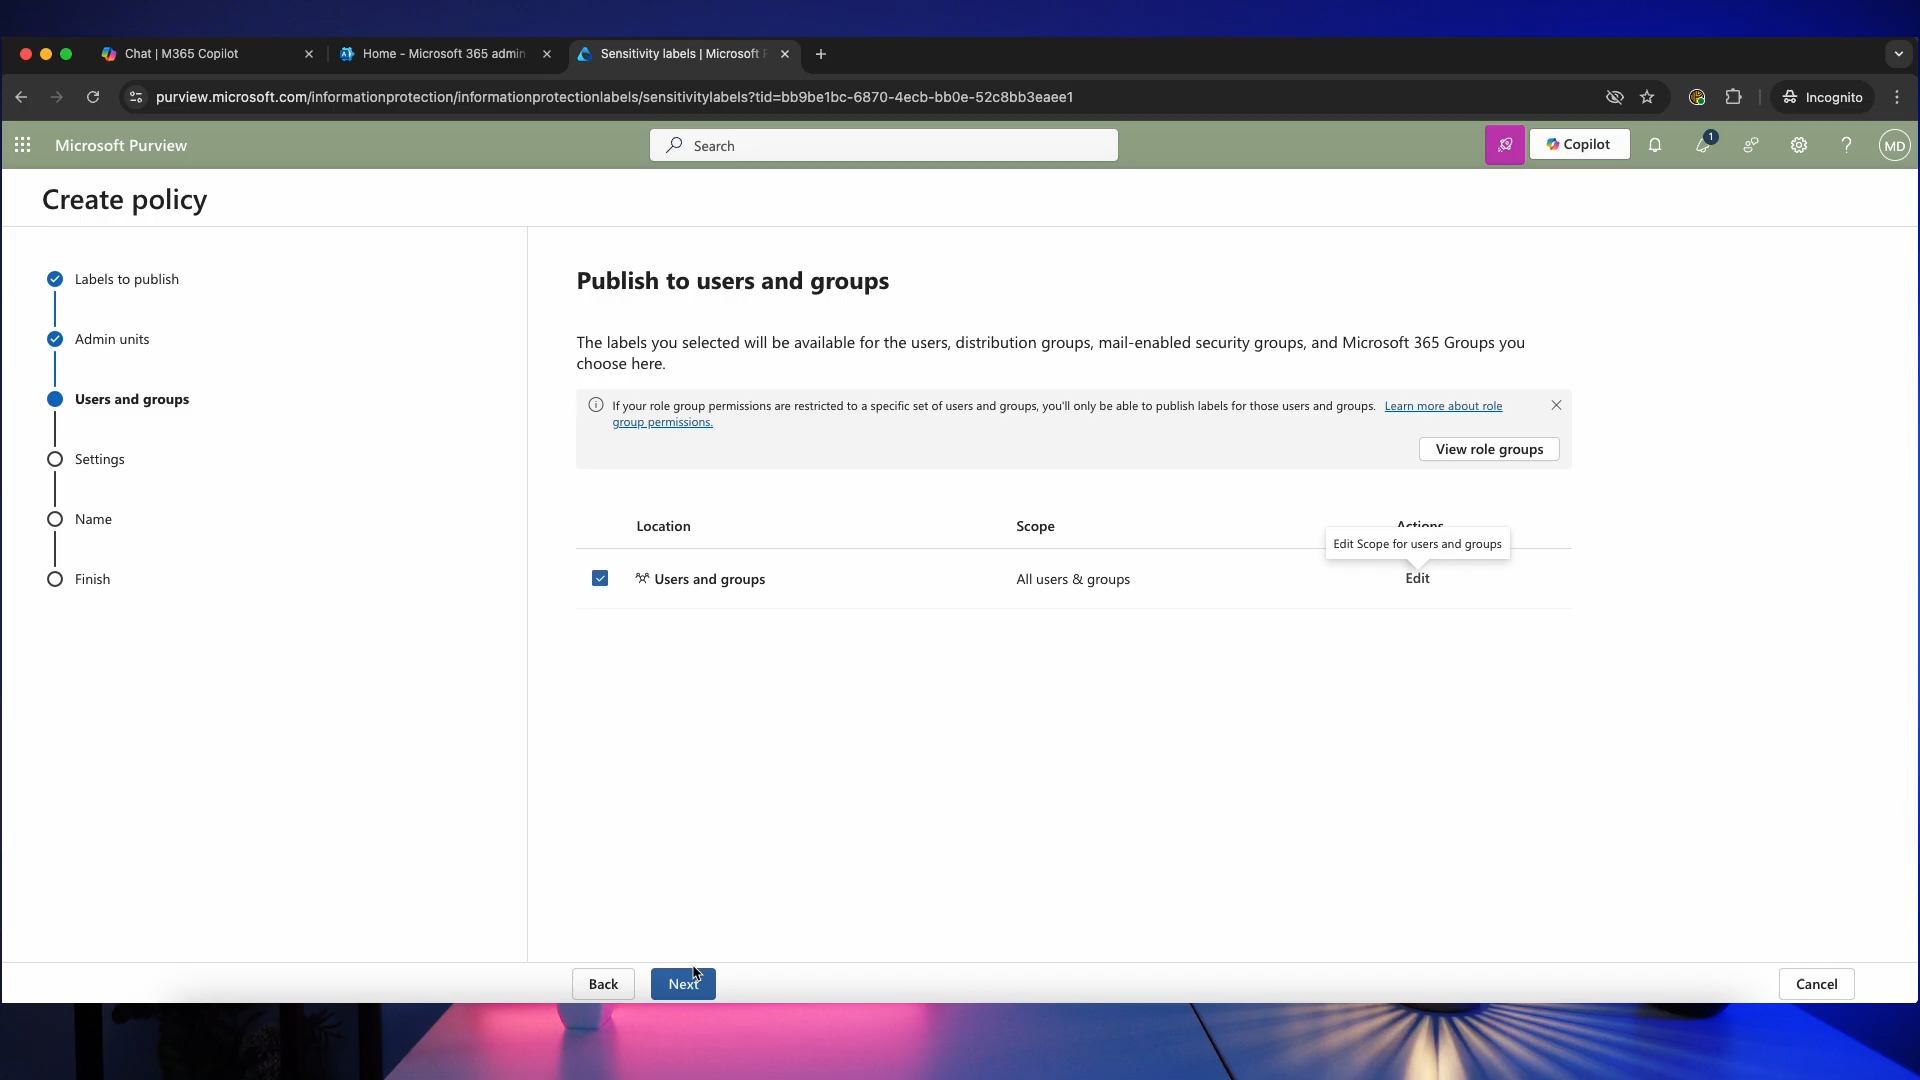 Chat | M365 Copilot
Home - Microsoft 365 admin
Sensitivity labels | Microsoft P
purview.microsoft.com/informationprotection/informationprotectionlabels/sensitivitylabels?tid=bb9be1bc-6870-4ecb-bb0e-52c8bb3eaee1
Incognito
Microsoft Purview
Search
Copilot
1
MD
Create policy
Labels to publish
Admin units
Users and groups
Settings
Name
Finish
Publish to users and groups
The labels you selected will be available for the users, distribution groups, mail-enabled security groups, and Microsoft 365 Groups you
choose here.
If your role group permissions are restricted to a specific set of users and groups, you'll only be able to publish labels for those users and groups. Learn more about role
group permissions.
View role groups
Location
Scope
Actions
Edit Scope for users and groups
Users and groups
All users & groups
Edit
Back
Next
Cancel